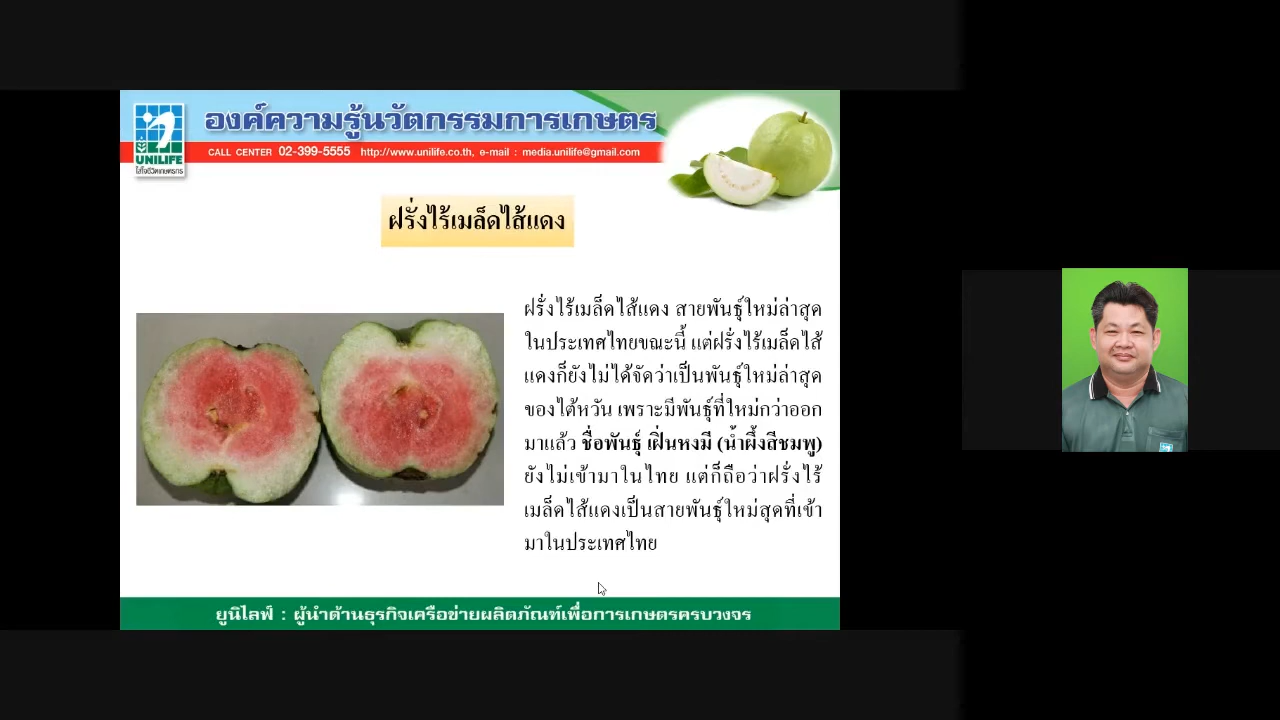 องค์ความรู้นวัตกรรมการเกษตร
CALL CENTER 02-399-5555 http://www.unilife.co.th, e-mail : media.unilife@gmail.com
UNILIFE
ใส่ใจชีวิตเกษตรกร
ฝรั่งไร้เมล็ดไส้แดง
ฝรั่งไร้เมล็ดไส้แดง สายพันธุ์ใหม่ล่าสุด
ในประเทศไทยขณะนี้ แต่ฝรั่งไร้เมล็ดไส้
แดงก็ยังไม่ได้จัดว่าเป็นพันธุ์ใหม่ล่าสุด
ของไต้หวัน เพราะมีพันธุ์ที่ใหม่กว่าออก
มาแล้ว ชื่อพันธุ์ เฝิ่นหงมี (น้ำผึ้งสีชมพู)
ยังไม่เข้ามาในไทย แต่ก็ถือว่าฝรั่งไร้
เมล็ดไส้แดงเป็นสายพันธุ์ใหม่สุดที่เข้า
มาในประเทศไทย
ยูนิไลฟ์ : ผู้นำด้านธุรกิจเครือข่ายผลิตภัณฑ์เพื่อการเกษตรครบวงจร